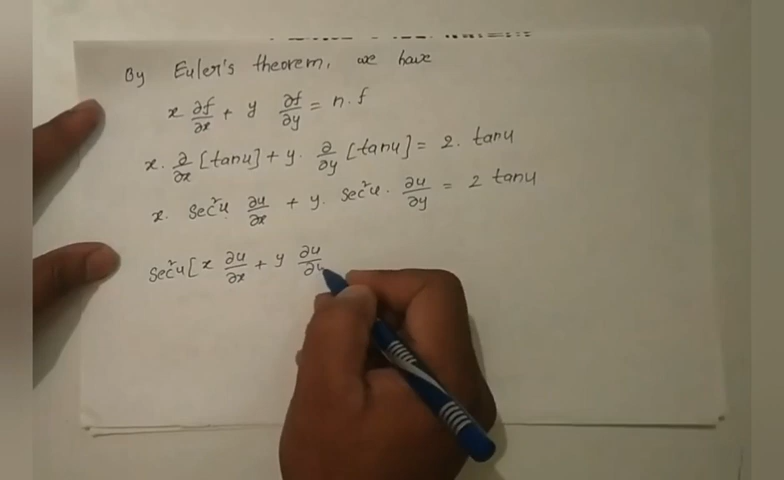 By Euler's theorem, we have
x ∂f/∂x + y ∂f/∂y = n.f
x. ∂/∂x [tanu] + y. ∂/∂y [tanu] = 2. tanu
x. sec²u ∂u/∂x + y. sec²u. ∂u/∂y = 2 tanu
sec²u [x ∂u/∂x + y ∂u/∂